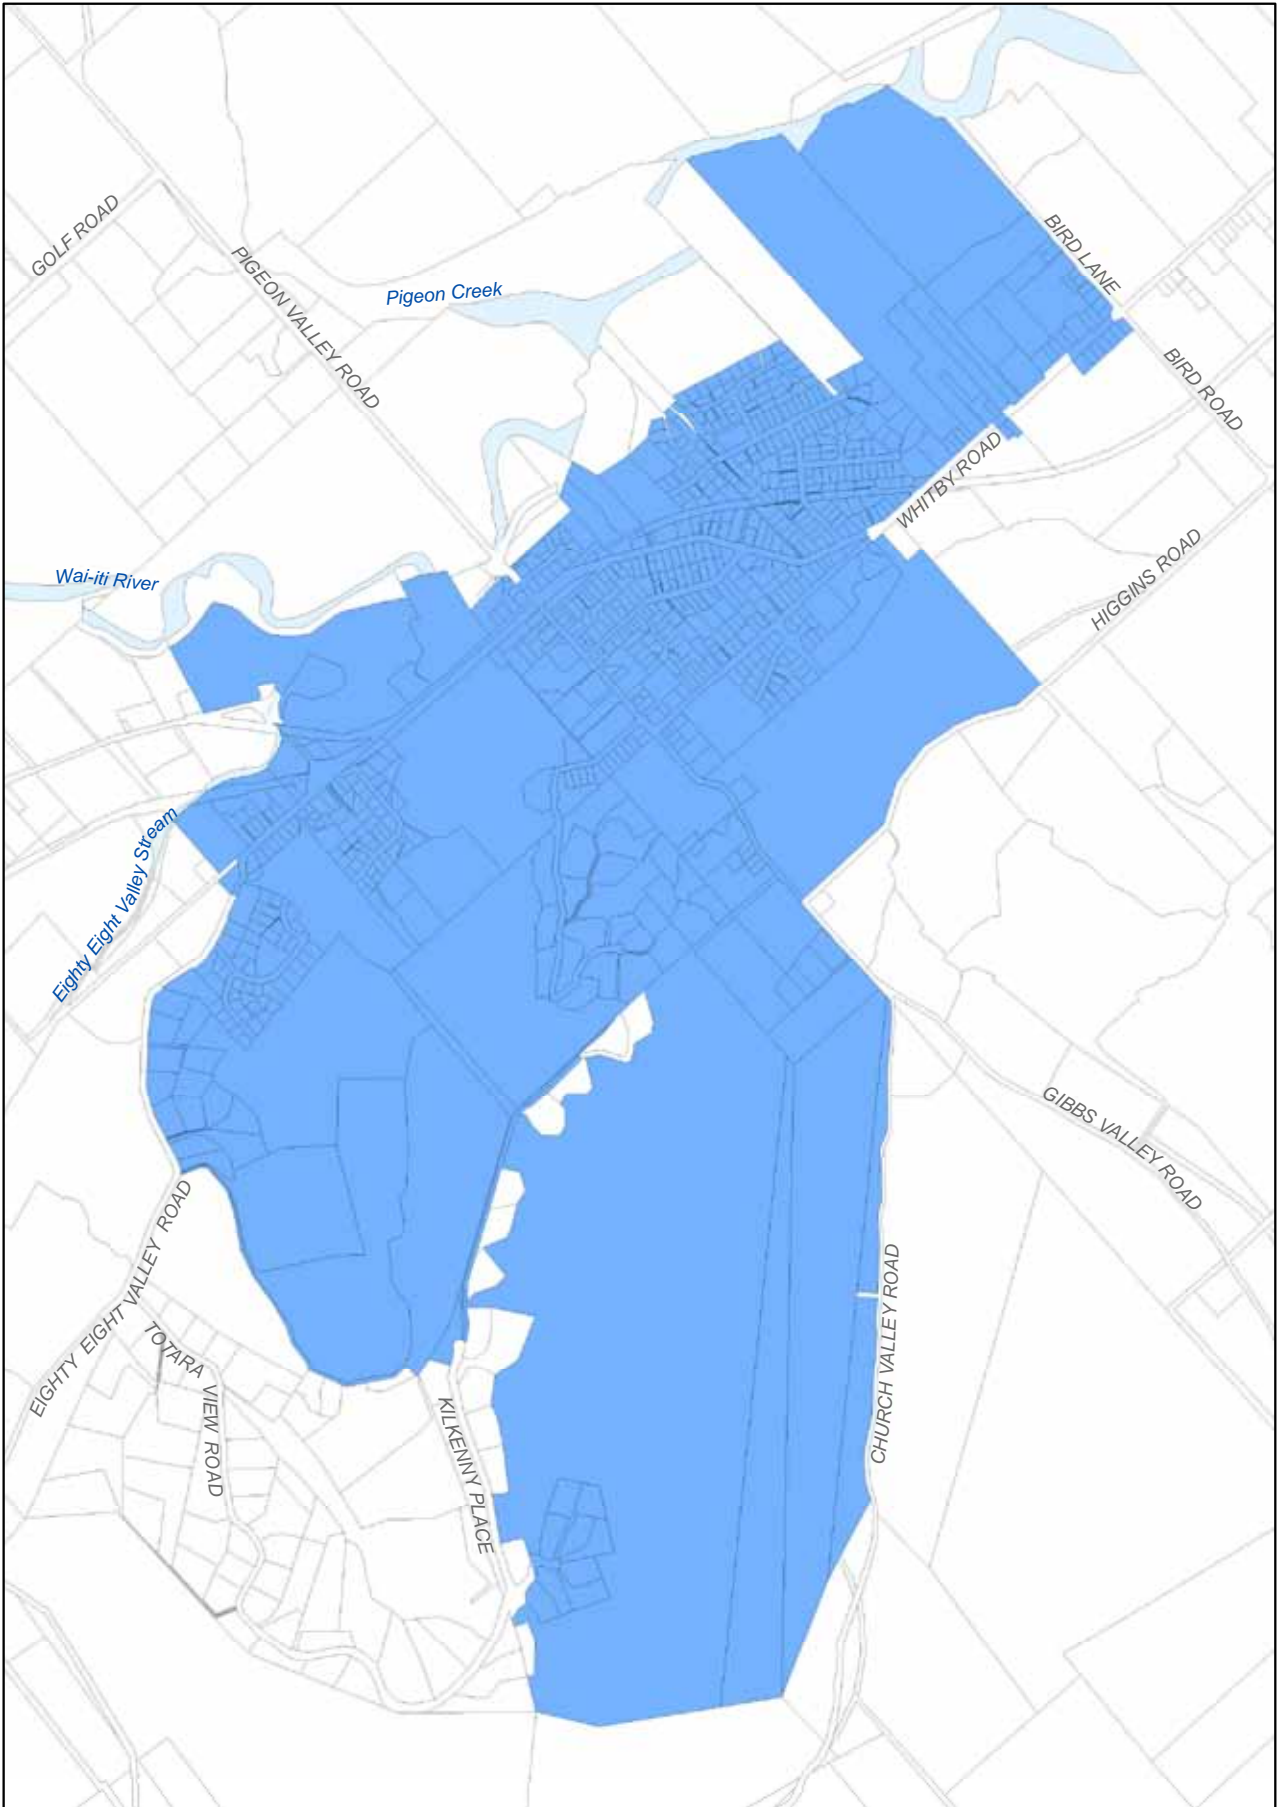 GOLF ROAD
PIGEON VALLEY ROAD
Pigeon Creek
BIRD LANE
BIRD ROAD
WHITBY ROAD
HIGGINS ROAD
Wai-iti River
Eighty Eight Valley Stream
GIBBS VALLEY ROAD
EIGHTY EIGHT VALLEY ROAD
TOTARA VIEW ROAD
KILKENNY PLACE
CHURCH VALLEY ROAD